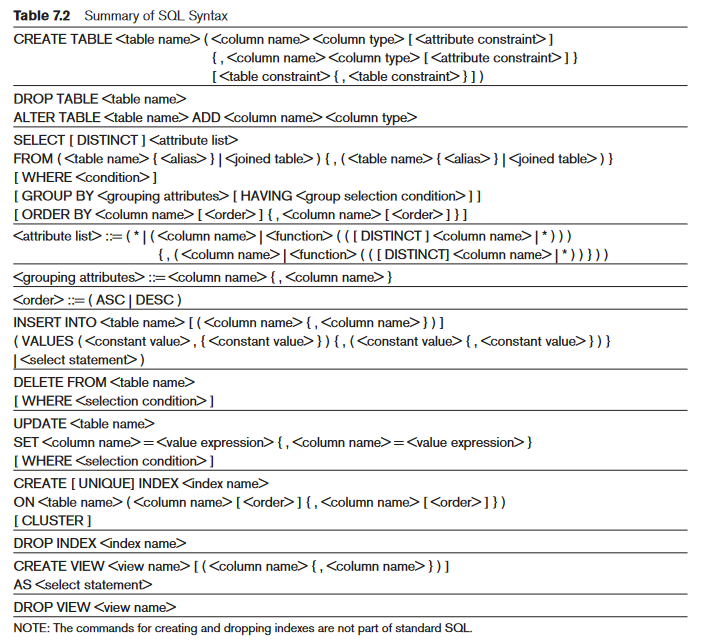 Table 7.2 Summary of SQL Syntax
CREATE TABLE <table name> ( <column name> <column type> [ <attribute constraint> ]
{ , <column name> <column type> [ <attribute constraint> ] }
[ <table constraint> { , <table constraint> } ] )
DROP TABLE <table name>
ALTER TABLE <table name> ADD <column name> <column type>
SELECT [ DISTINCT ] <attribute list>
FROM ( <table name> { <alias> } | <joined table> ) { , ( <table name> { <alias> } | <joined table> ) }
[ WHERE <condition> ]
[ GROUP BY <grouping attributes> [ HAVING <group selection condition> ] ]
[ ORDER BY <column name> [ <order> ] { , <column name> [ <order> ] } ]
<attribute list> ::= ( * | ( <column name> | <function> ( ( [ DISTINCT ] <column name> | * ) ) )
{ , ( <column name> | <function> ( ( [ DISTINCT] <column name> | * ) ) } ) )
<grouping attributes> ::= <column name> { , <column name> }
<order> ::= ( ASC | DESC )
INSERT INTO <table name> [ ( <column name> { , <column name> } ) ]
( VALUES ( <constant value> , { <constant value> } ) { , ( <constant value> { , <constant value> } ) }
| <select statement> )
DELETE FROM <table name>
[ WHERE <selection condition> ]
UPDATE <table name>
SET <column name> = <value expression> { , <column name> = <value expression> }
[ WHERE <selection condition> ]
CREATE [ UNIQUE] INDEX <index name>
ON <table name> ( <column name> [ <order> ] { , <column name> [ <order> ] } )
[ CLUSTER ]
DROP INDEX <index name>
CREATE VIEW <view name> [ ( <column name> { , <column name> } ) ]
AS <select statement>
DROP VIEW <view name>
NOTE: The commands for creating and dropping indexes are not part of standard SQL.